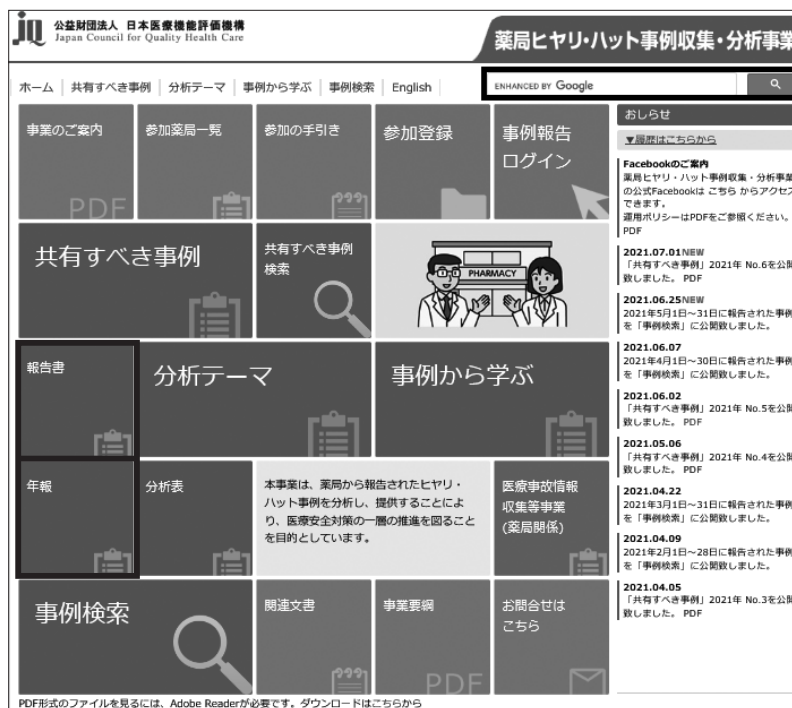 公益財団法人 日本医療機能評価機構
Japan Council for Quality Health Care
薬局ヒヤリ・ハット事例収集・分析事業
ホーム 共有すべき事例 分析テーマ 事例から学ぶ 事例検索 English
ENHANCED BY Google
事業のご案内
PDF
参加薬局一覧
参加の手引き
参加登録
事例報告
ログイン
共有すべき事例
共有すべき事例
検索
PHARMACY
報告書
分析テーマ
事例から学ぶ
年報
分析表
本事業は、薬局から報告されたヒヤリ・
ハット事例を分析し、提供することによ
り、医療安全対策の一層の推進を図ること
を目的としています。
医療事故情報
収集等事業
(薬局関係)
事例検索
関連文書
事業要綱
PDF
お問合せは
こちら
おしらせ
▼履歴はこちらから
Facebookのご案内
薬局ヒヤリ・ハット事例収集・分析事業
の公式Facebookは こちら からアクセス
できます。
運用ポリシーはPDFをご参照ください。
PDF
2021.07.01NEW
「共有すべき事例」2021年 No.6を公開
致しました。 PDF
2021.06.25NEW
2021年5月1日～31日に報告された事例
を「事例検索」に公開致しました。
2021.06.07
2021年4月1日～30日に報告された事例
を「事例検索」に公開致しました。
2021.06.02
「共有すべき事例」2021年 No.5を公開
致しました。 PDF
2021.05.06
「共有すべき事例」2021年 No.4を公開
致しました。 PDF
2021.04.22
2021年3月1日～31日に報告された事例
を「事例検索」に公開致しました。
2021.04.09
2021年2月1日～28日に報告された事例
を「事例検索」に公開致しました。
2021.04.05
「共有すべき事例」2021年 No.3を公開
致しました。 PDF
PDF形式のファイルを見るには、Adobe Readerが必要です。ダウンロードはこちらから